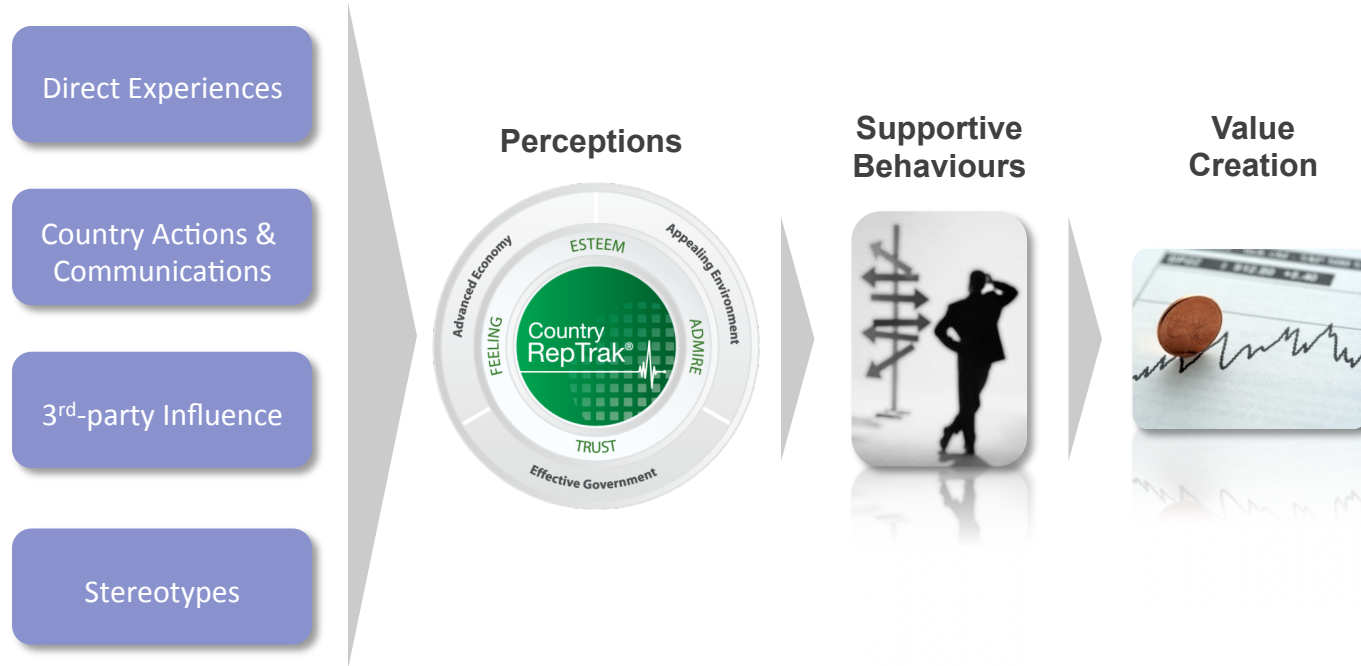 Direct Experiences
Country Actions &
Communications
3rd-party Influence
Stereotypes
Perceptions
Advanced Economy
Appealing Environment
Effective Government
ESTEEM
FEELING
ADMIRE
TRUST
Country
RepTrak®
Supportive
Behaviours
Value
Creation